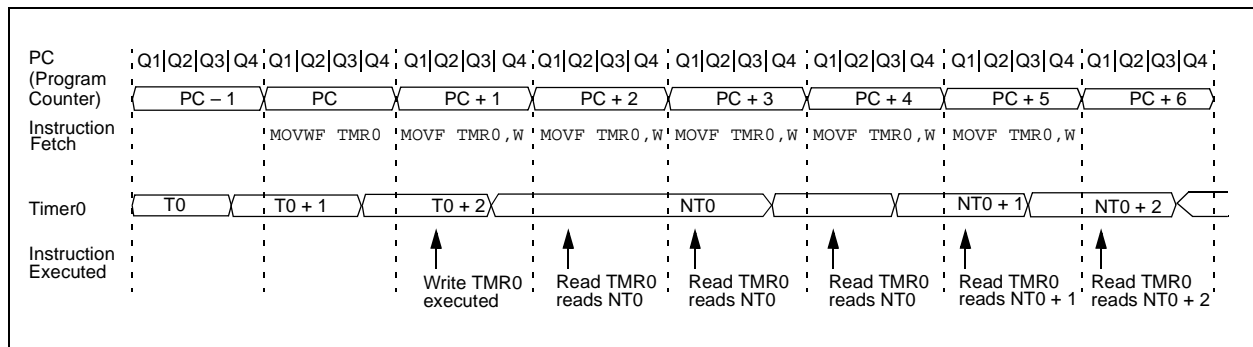 PC
(Program
Counter)
Q1|Q2|Q3|Q4 Q1|Q2|Q3|Q4 Q1|Q2|Q3|Q4 Q1|Q2|Q3|Q4 Q1|Q2|Q3|Q4 Q1|Q2|Q3|Q4 Q1|Q2|Q3|Q4 Q1|Q2|Q3|Q4
PC – 1 PC PC + 1 PC + 2 PC + 3 PC + 4 PC + 5 PC + 6
Instruction
Fetch
MOVWF TMR0 MOVF TMR0,W MOVF TMR0,W MOVF TMR0,W MOVF TMR0,W MOVF TMR0,W
Timer0
T0 T0 + 1 T0 + 2 NT0 NT0 + 1 NT0 + 2
Instruction
Executed
Write TMR0
executed
Read TMR0
reads NT0
Read TMR0
reads NT0
Read TMR0
reads NT0
Read TMR0
reads NT0 + 1
Read TMR0
reads NT0 + 2